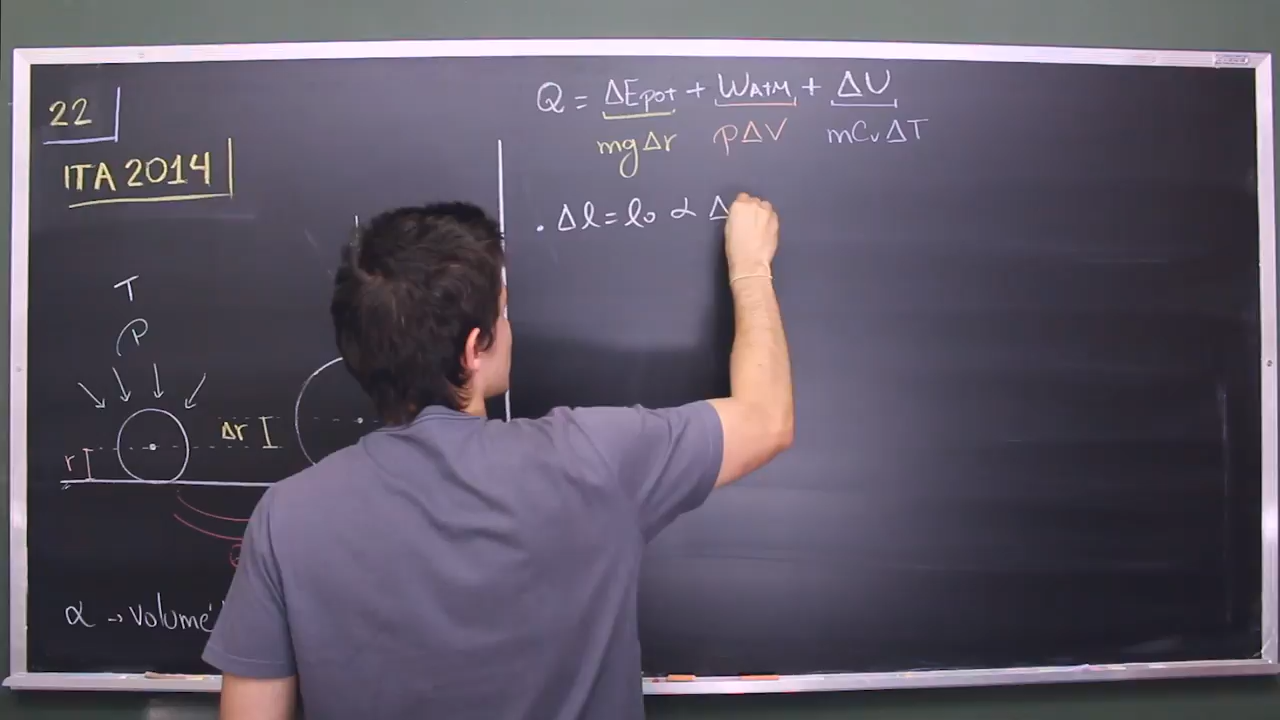 22
ITA 2014
T
P
r
Δr
α → volumé
Q = ΔEpot + WATM + ΔU
mgΔr pΔV mCvΔT
. Δl = l₀ α Δ